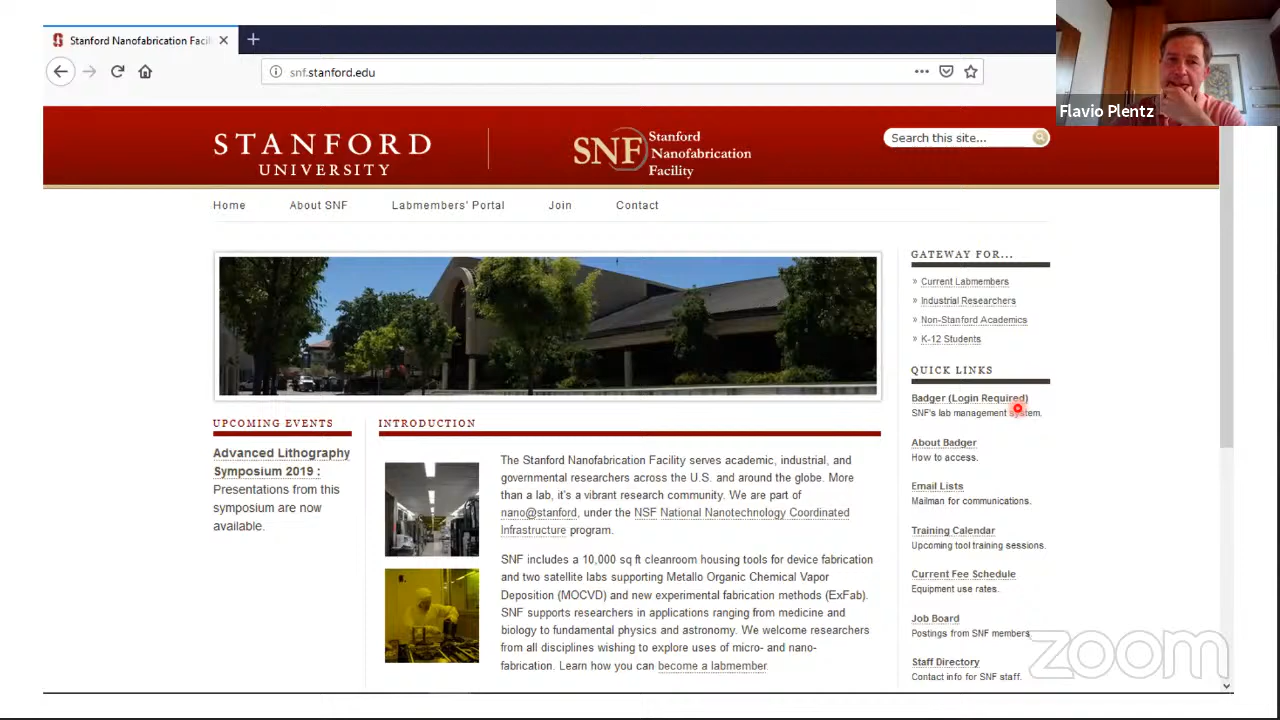 Stanford Nanofabrication Facil
snf.stanford.edu
Flavio Plentz
STANFORD
UNIVERSITY
SNF
Stanford
Nanofabrication
Facility
Search this site...
Home
About SNF
Labmembers' Portal
Join
Contact
UPCOMING EVENTS
Advanced Lithography
Symposium 2019 :
Presentations from this
symposium are now
available.
INTRODUCTION
The Stanford Nanofabrication Facility serves academic, industrial, and
governmental researchers across the U.S. and around the globe. More
than a lab, it's a vibrant research community. We are part of
nano@stanford, under the NSF National Nanotechnology Coordinated
Infrastructure program.
SNF includes a 10,000 sq ft cleanroom housing tools for device fabrication
and two satellite labs supporting Metallo Organic Chemical Vapor
Deposition (MOCVD) and new experimental fabrication methods (ExFab).
SNF supports researchers in applications ranging from medicine and
biology to fundamental physics and astronomy. We welcome researchers
from all disciplines wishing to explore uses of micro- and nano-
fabrication. Learn how you can become a labmember.
GATEWAY FOR...
» Current Labmembers
» Industrial Researchers
» Non-Stanford Academics
» K-12 Students
QUICK LINKS
Badger (Login Required)
SNF's lab management system.
About Badger
How to access.
Email Lists
Mailman for communications.
Training Calendar
Upcoming tool training sessions.
Current Fee Schedule
Equipment use rates.
Job Board
Postings from SNF members.
Staff Directory
Contact info for SNF staff.
zoom